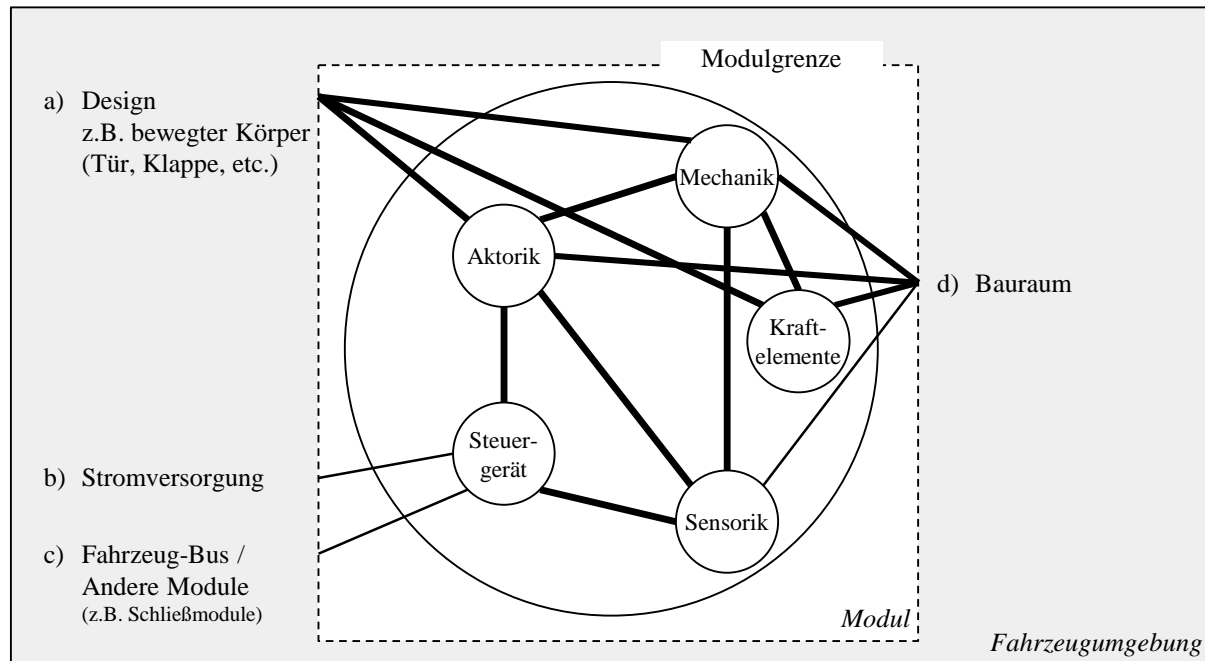 Modulgrenze
a) Design
z.B. bewegter Körper
(Tür, Klappe, etc.)
Mechanik
Aktorik
d) Bauraum
Kraft-
elemente
Steuer-
gerät
b) Stromversorgung
Sensorik
c) Fahrzeug-Bus /
Andere Module
(z.B. Schließmodule)
Modul
Fahrzeugumgebung